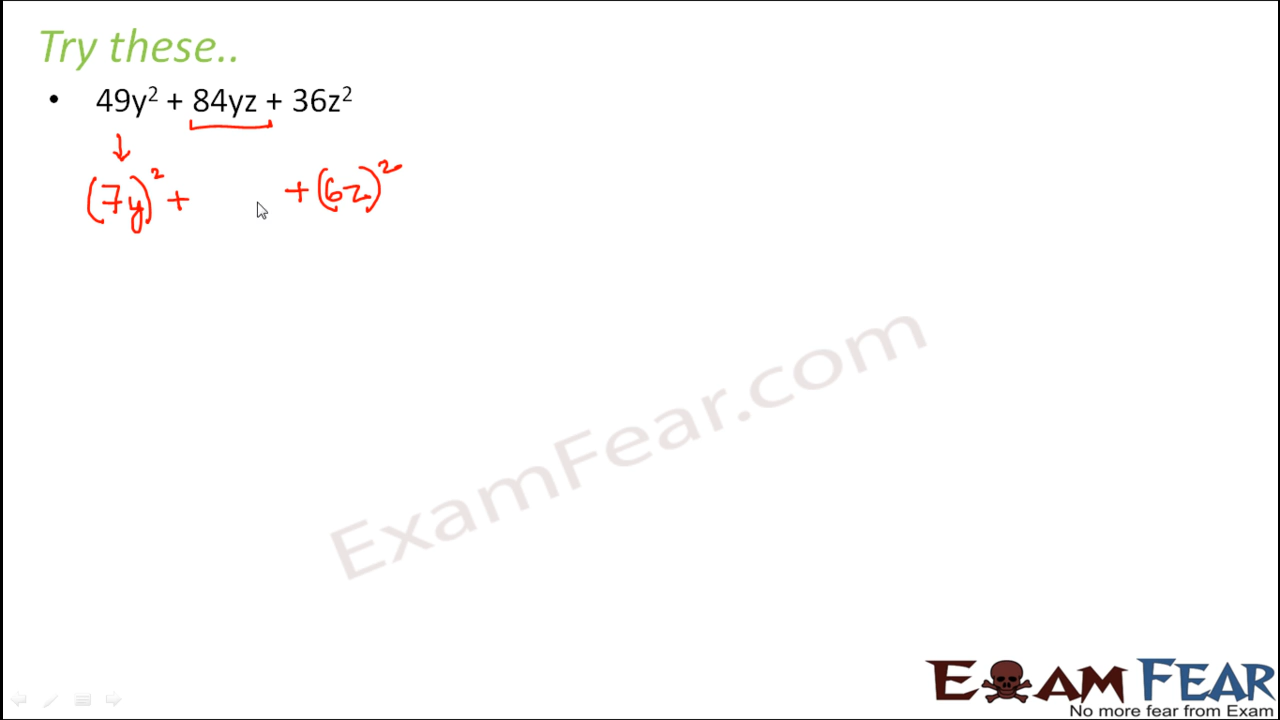 Try these..
• 49y² + 84yz + 36z²
(7y)² + + (6z)²
ExamFear.com
EXAM FEAR
No more fear from Exam